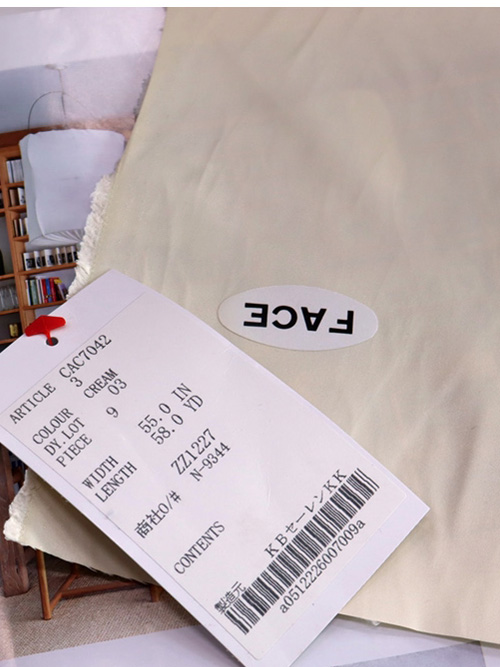 FACE
ARTICLE CAC7042
3
COLOUR CREAM
DY. LOT 03
PIECE 9
WIDTH 55.0 IN
LENGTH 58.0 YD
ZZ1227
商社O/# N-9344
CONTENTS
製造元 KBセーレンKK
a0512226007009a